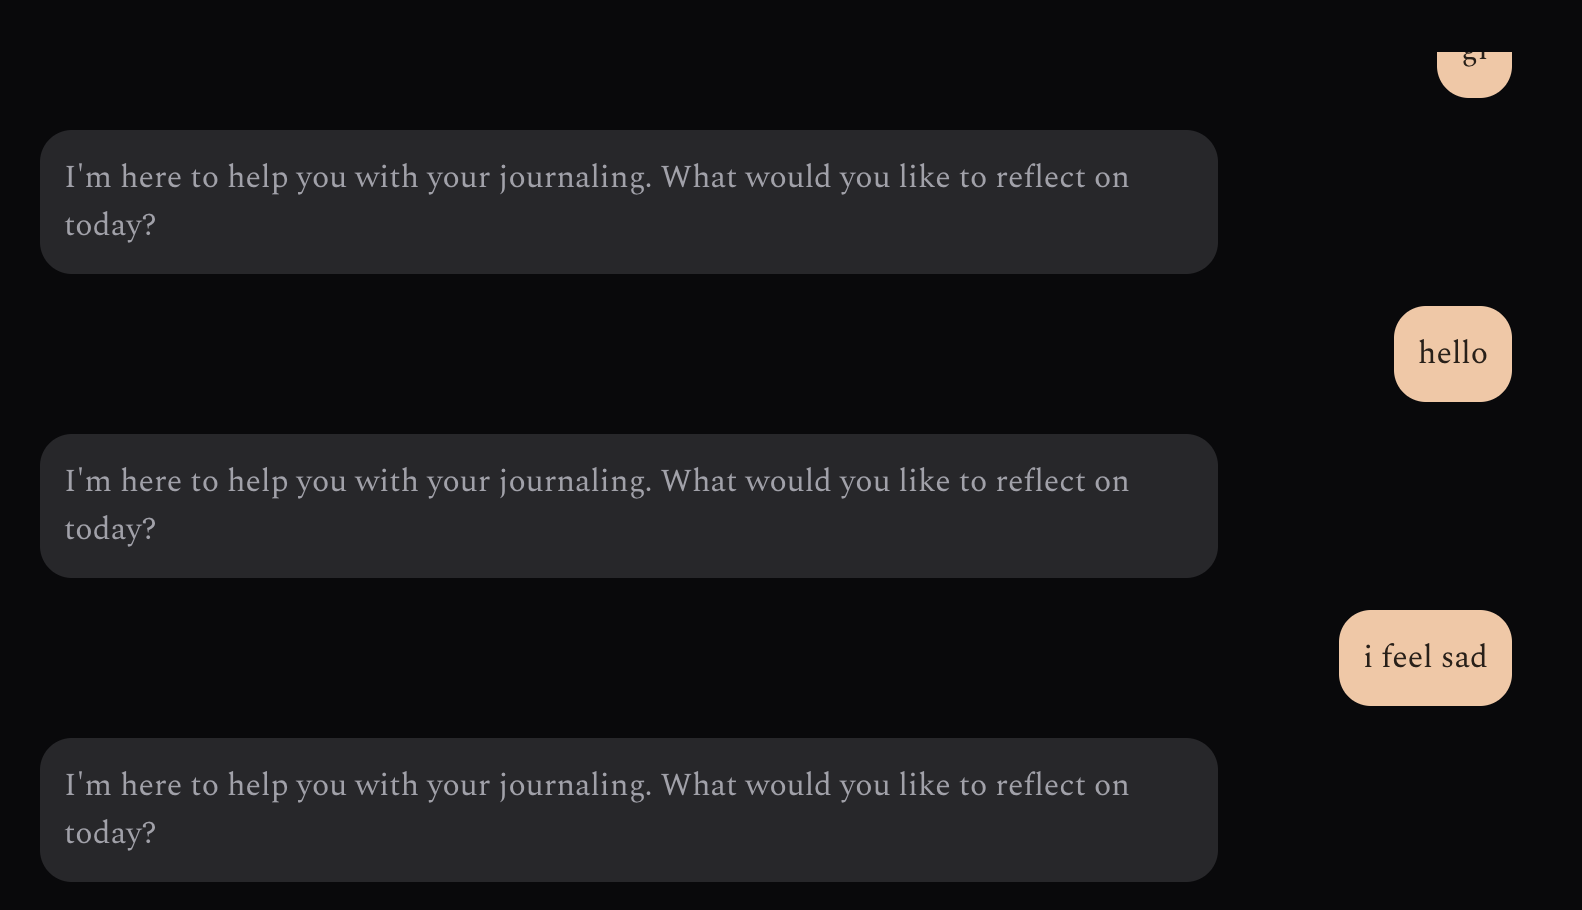 I'm here to help you with your journaling. What would you like to reflect on
today?
hello
I'm here to help you with your journaling. What would you like to reflect on
today?
i feel sad
I'm here to help you with your journaling. What would you like to reflect on
today?